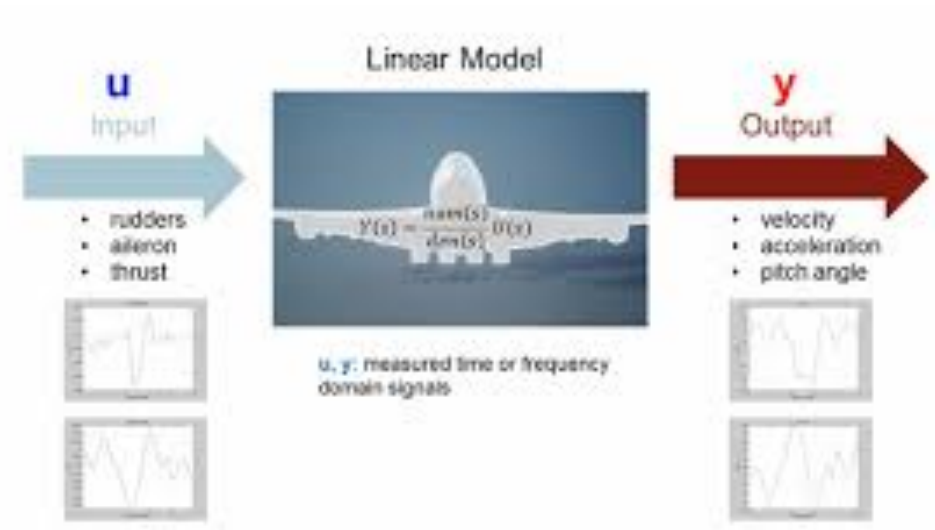 Linear Model
u
Input
• rudders
• aileron
• thrust
Y(s) = num(s) / den(s) U(s)
y
Output
• velocity
• acceleration
• pitch angle
u, y: measured time or frequency
domain signals